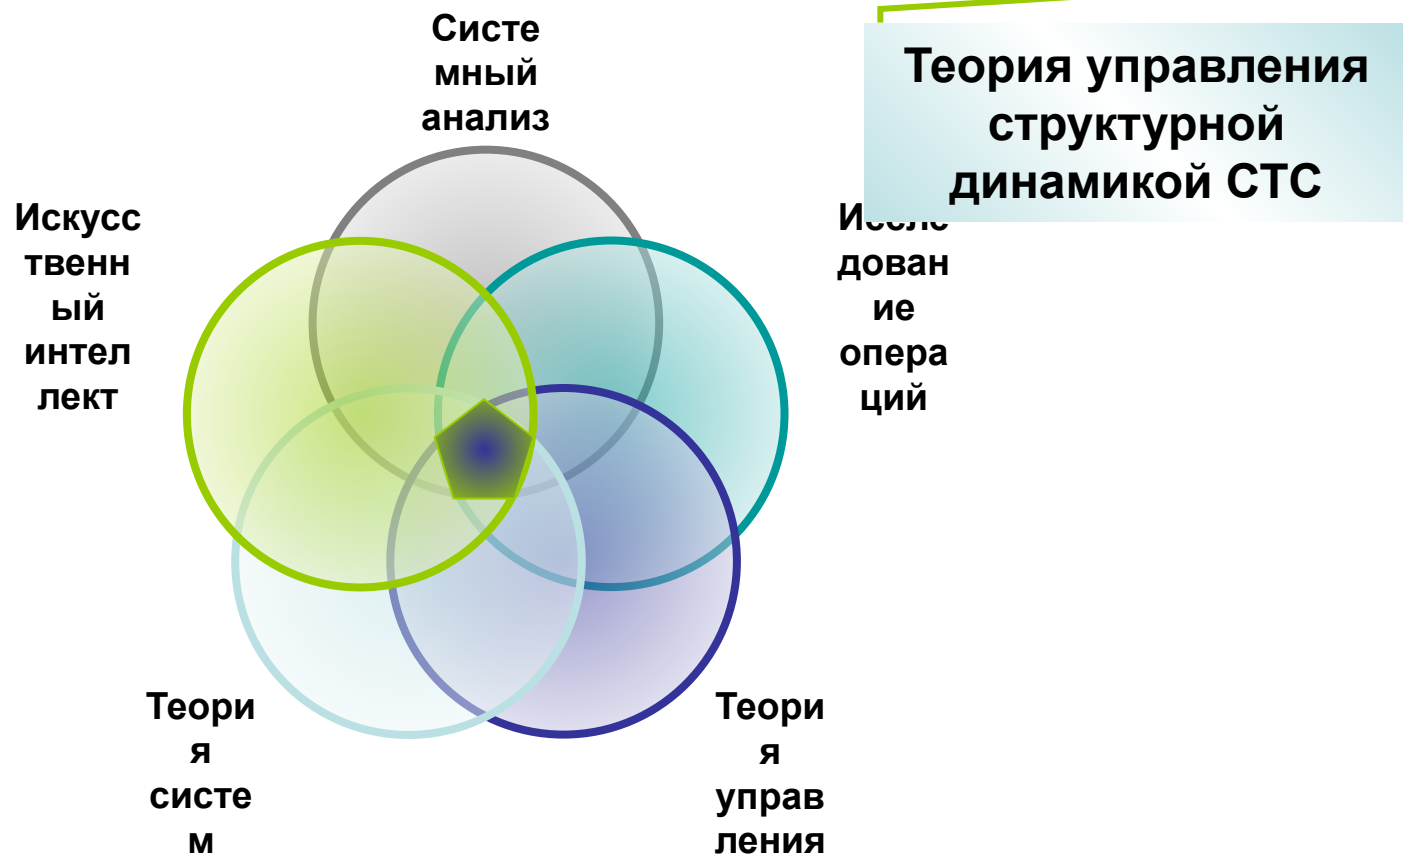 Систе
мный
анализ
Теория управления
структурной
динамикой СТС
Искусс
твенн
ый
интел
лект
Иссле
дован
ие
опера
ций
Теори
я
систе
м
Теори
я
управ
ления